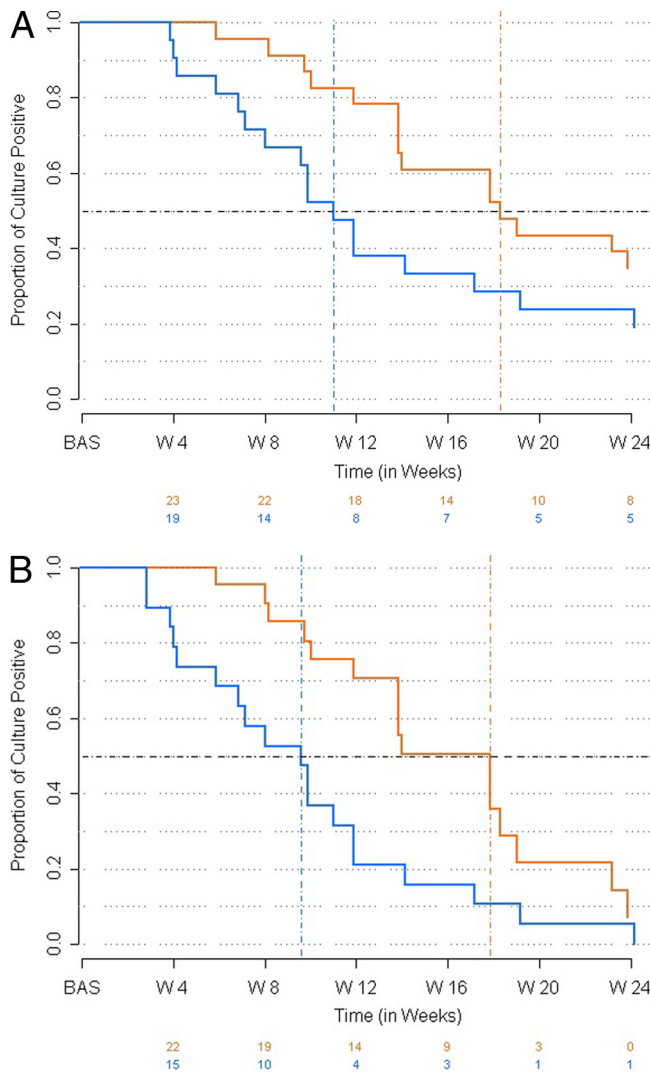 A
Proportion of Culture Positive
1.0
0.8
0.6
0.4
0.2
0.0
BAS W 4 W 8 W 12 W 16 W 20 W 24
Time (in Weeks)
23 22 18 14 10 8
19 14 8 7 5 5
B
Proportion of Culture Positive
1.0
0.8
0.6
0.4
0.2
0.0
BAS W 4 W 8 W 12 W 16 W 20 W 24
Time (in Weeks)
22 19 14 9 3 0
15 10 4 3 1 1